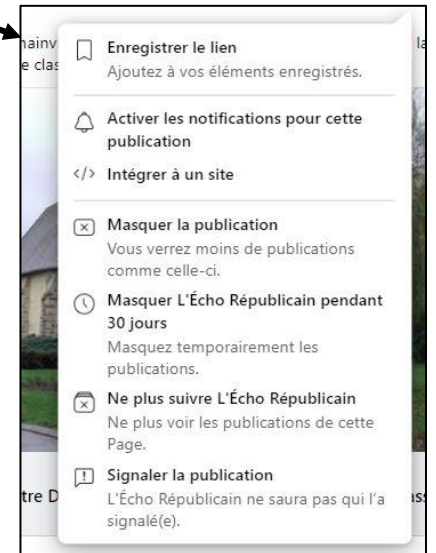 Enregistrer le lien
Ajoutez à vos éléments enregistrés.
Activer les notifications pour cette
publication
</> Intégrer à un site
Masquer la publication
Vous verrez moins de publications
comme celle-ci.
Masquer L'Écho Républicain pendant
30 jours
Masquez temporairement les
publications.
Ne plus suivre L'Écho Républicain
Ne plus voir les publications de cette
Page.
Signaler la publication
L'Écho Républicain ne saura pas qui l'a
signalé(e).